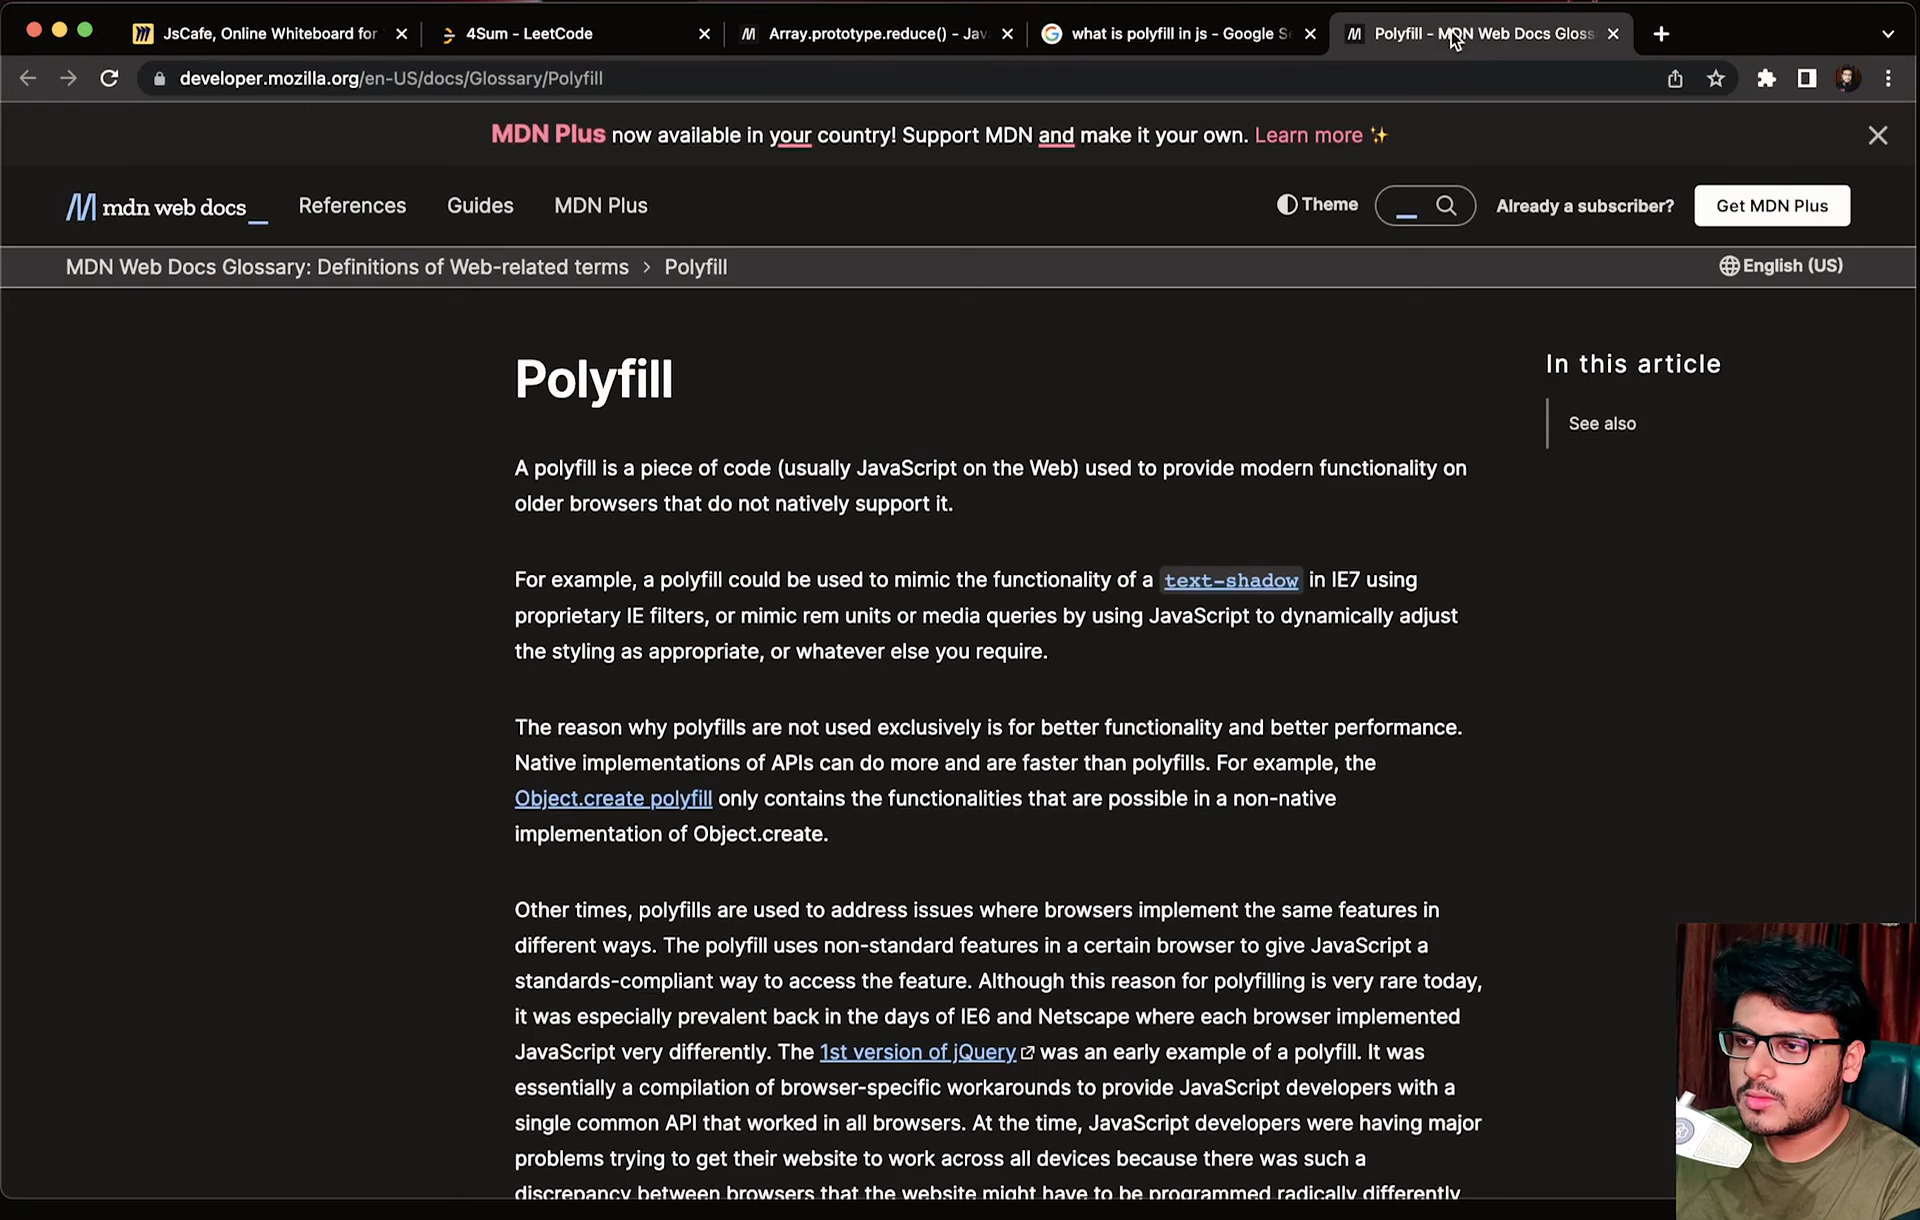 JsCafe, Online Whiteboard for
4Sum - LeetCode
Array.prototype.reduce() - Jav
what is polyfill in js - Google Se
Polyfill - MDN Web Docs Gloss
developer.mozilla.org/en-US/docs/Glossary/Polyfill
MDN Plus now available in your country! Support MDN and make it your own. Learn more ✨
mdn web docs_
References
Guides
MDN Plus
Theme
Already a subscriber?
Get MDN Plus
MDN Web Docs Glossary: Definitions of Web-related terms > Polyfill
English (US)
Polyfill
In this article
See also
A polyfill is a piece of code (usually JavaScript on the Web) used to provide modern functionality on
older browsers that do not natively support it.
For example, a polyfill could be used to mimic the functionality of a text-shadow in IE7 using
proprietary IE filters, or mimic rem units or media queries by using JavaScript to dynamically adjust
the styling as appropriate, or whatever else you require.
The reason why polyfills are not used exclusively is for better functionality and better performance.
Native implementations of APIs can do more and are faster than polyfills. For example, the
Object.create polyfill only contains the functionalities that are possible in a non-native
implementation of Object.create.
Other times, polyfills are used to address issues where browsers implement the same features in
different ways. The polyfill uses non-standard features in a certain browser to give JavaScript a
standards-compliant way to access the feature. Although this reason for polyfilling is very rare today,
it was especially prevalent back in the days of IE6 and Netscape where each browser implemented
JavaScript very differently. The 1st version of jQuery was an early example of a polyfill. It was
essentially a compilation of browser-specific workarounds to provide JavaScript developers with a
single common API that worked in all browsers. At the time, JavaScript developers were having major
problems trying to get their website to work across all devices because there was such a
discrepancy between browsers that the website might have to be programmed radically differently